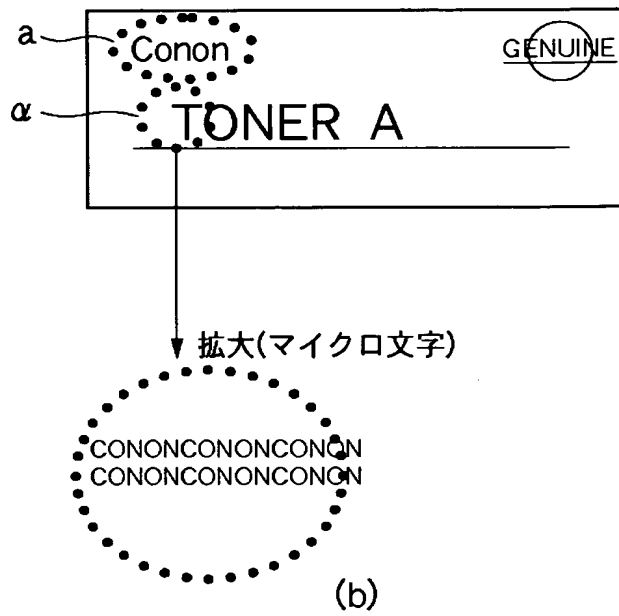 a
Conon
GENUINE
α
TONER A
拡大(マイクロ文字)
CONONCONONCONON
CONONCONONCONON
(b)